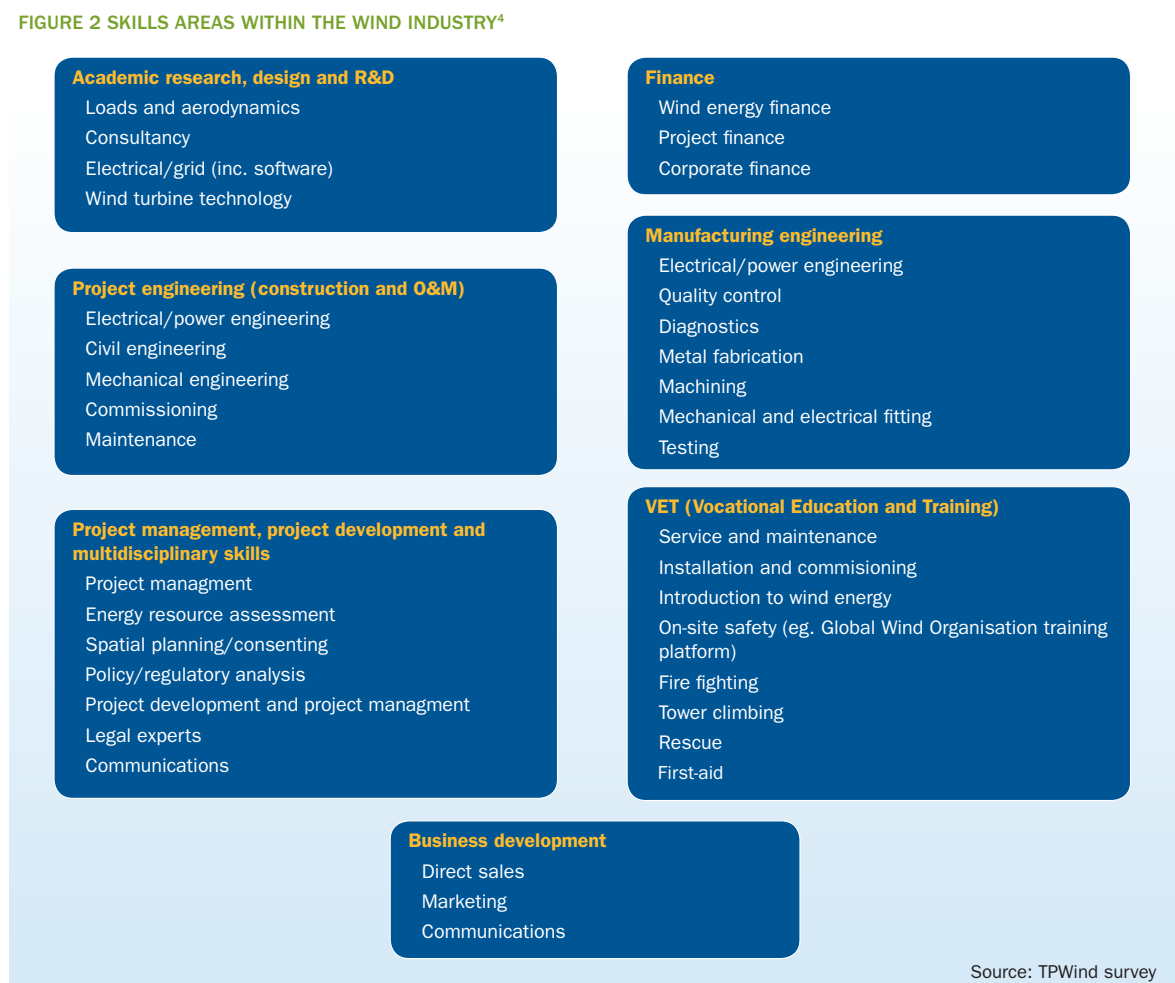 FIGURE 2 SKILLS AREAS WITHIN THE WIND INDUSTRY4
Academic research, design and R&D
Loads and aerodynamics
Consultancy
Electrical/grid (inc. software)
Wind turbine technology
Project engineering (construction and O&M)
Electrical/power engineering
Civil engineering
Mechanical engineering
Commissioning
Maintenance
Project management, project development and
multidisciplinary skills
Project managment
Energy resource assessment
Spatial planning/consenting
Policy/regulatory analysis
Project development and project managment
Legal experts
Communications
Finance
Wind energy finance
Project finance
Corporate finance
Manufacturing engineering
Electrical/power engineering
Quality control
Diagnostics
Metal fabrication
Machining
Mechanical and electrical fitting
Testing
VET (Vocational Education and Training)
Service and maintenance
Installation and commisioning
Introduction to wind energy
On-site safety (eg. Global Wind Organisation training
platform)
Fire fighting
Tower climbing
Rescue
First-aid
Business development
Direct sales
Marketing
Communications
Source: TPWind survey